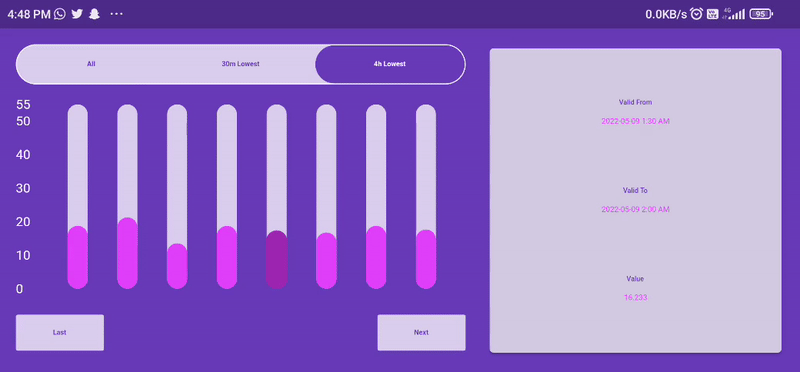 4:48 PM
0.0KB/s
4G
95
All
30m Lowest
4h Lowest
55
50
40
30
20
10
0
Last
Next
Valid From
2022-05-09 1:30 AM
Valid To
2022-05-09 2:00 AM
Value
16.233